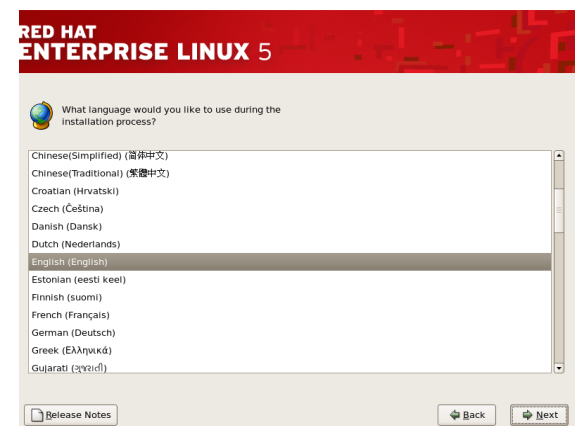 RED HAT
ENTERPRISE LINUX 5
What language would you like to use during the
installation process?
Chinese(Simplified) (简体中文)
Chinese(Traditional) (繁體中文)
Croatian (Hrvatski)
Czech (Čeština)
Danish (Dansk)
Dutch (Nederlands)
English (English)
Estonian (eesti keel)
Finnish (suomi)
French (Français)
German (Deutsch)
Greek (Ελληνικά)
Gujarati (ગુજરાતી)
Release Notes
Back
Next